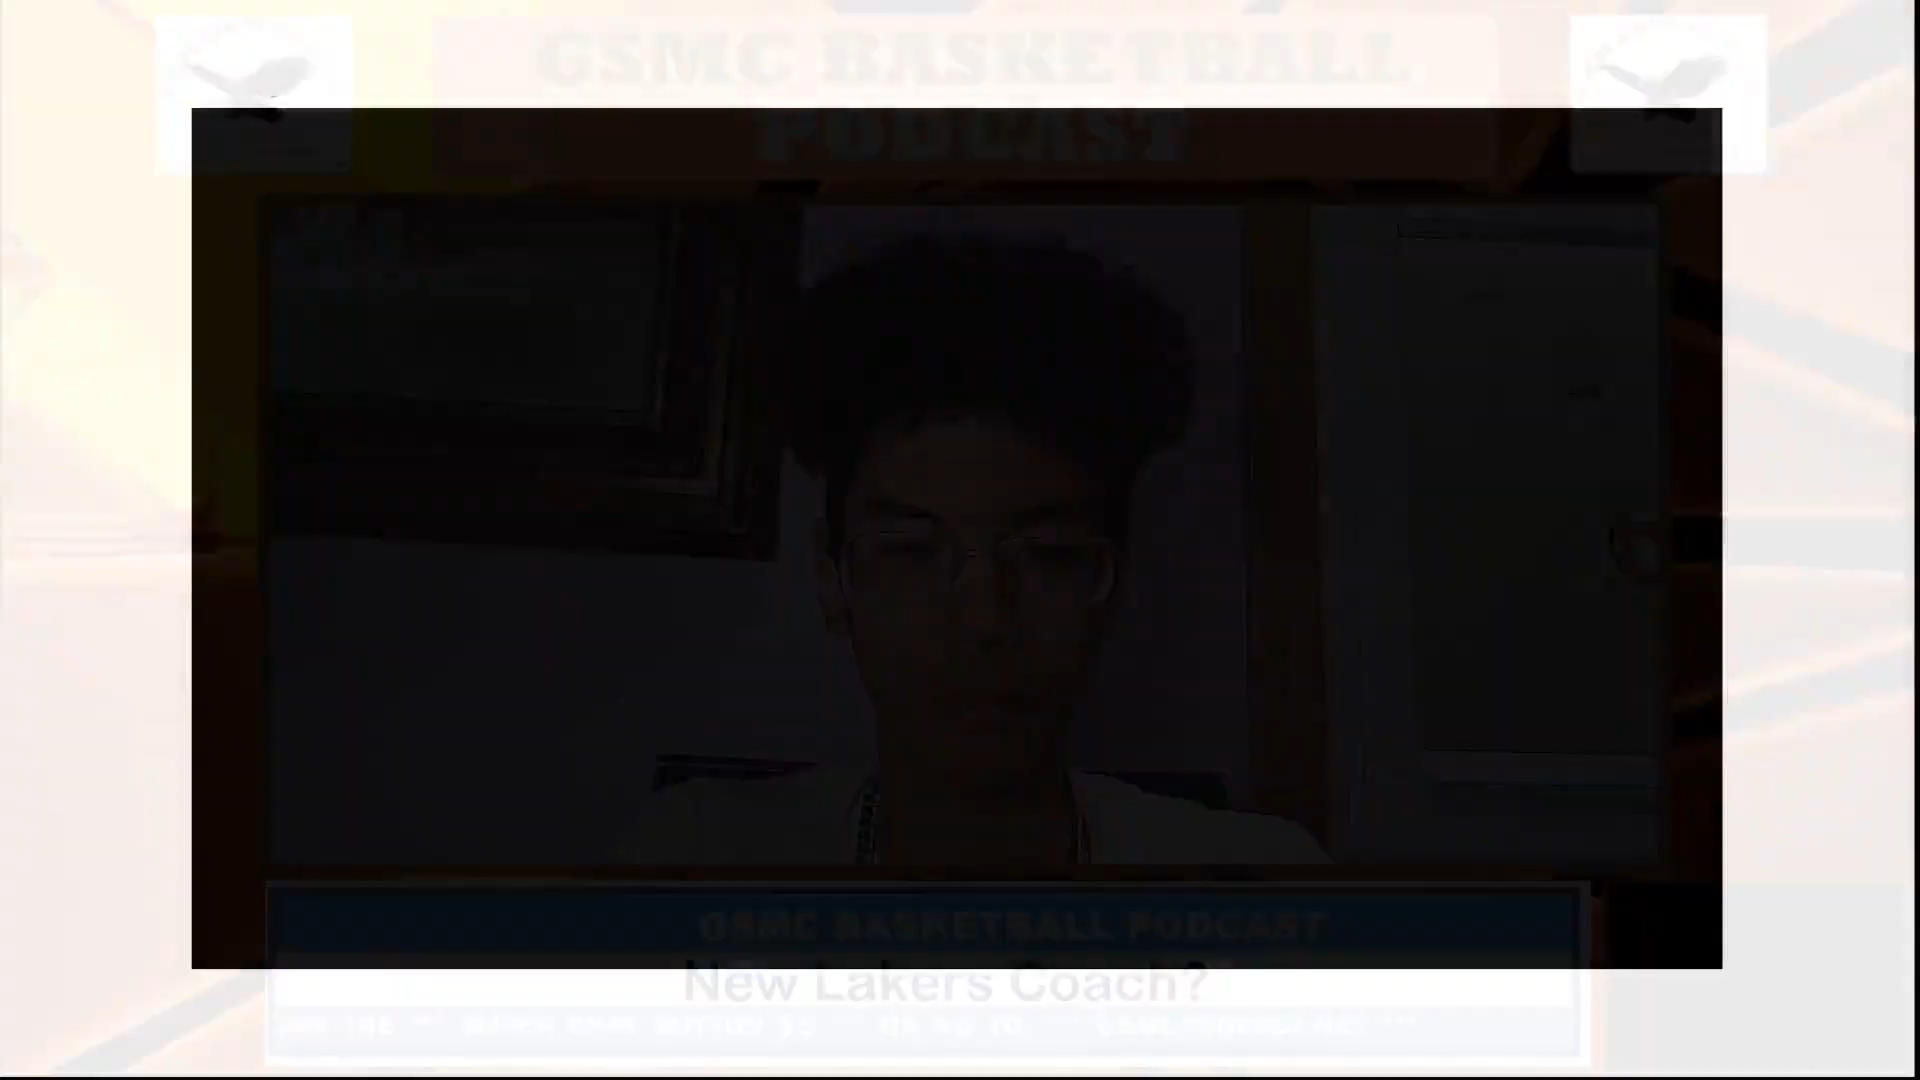 GSMC BASKETBALL
PODCAST
GSMC BASKETBALL PODCAST
New Lakers Coach?